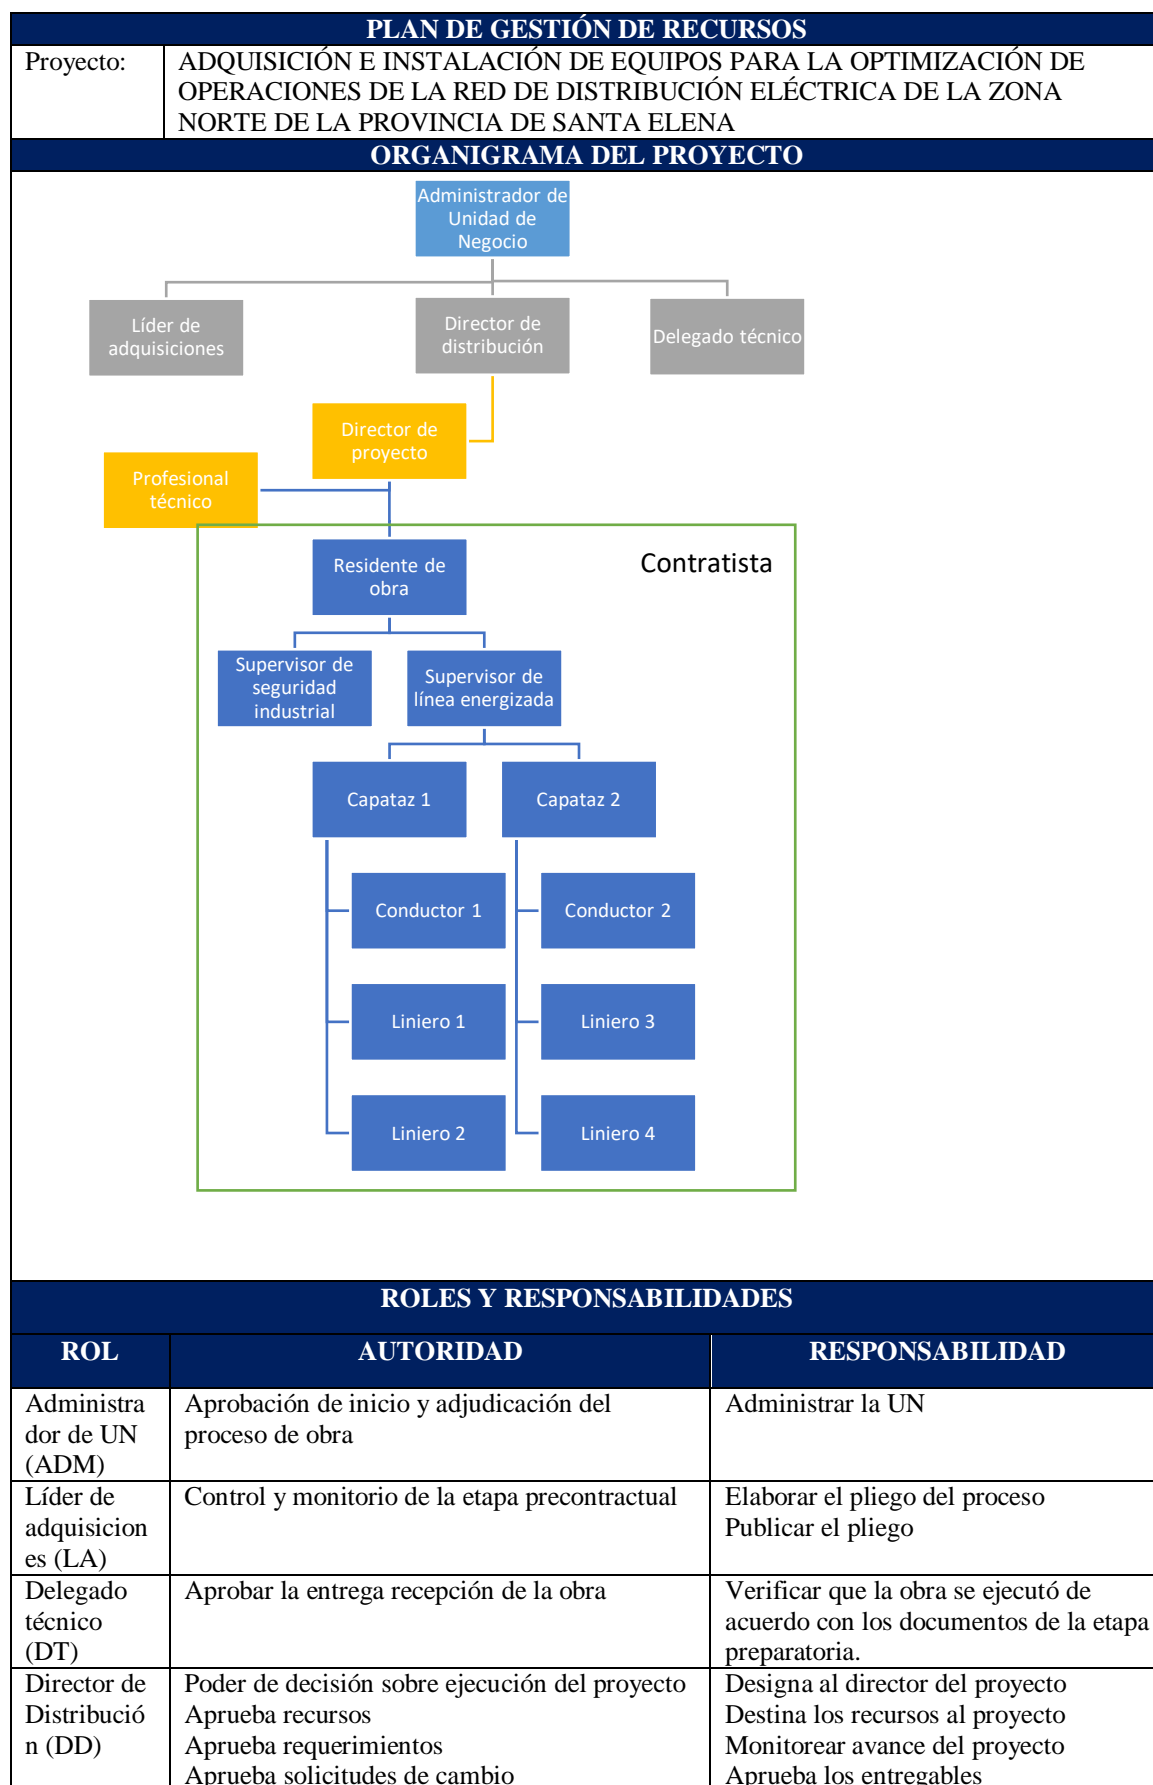 PLAN DE GESTIÓN DE RECURSOS
Proyecto:
ADQUISICIÓN E INSTALACIÓN DE EQUIPOS PARA LA OPTIMIZACIÓN DE
OPERACIONES DE LA RED DE DISTRIBUCIÓN ELÉCTRICA DE LA ZONA
NORTE DE LA PROVINCIA DE SANTA ELENA
ORGANIGRAMA DEL PROYECTO
Administrador de
Unidad de
Negocio
Líder de
adquisiciones
Director de
distribución
Delegado técnico
Director de
proyecto
Profesional
técnico
Contratista
Residente de
obra
Supervisor de
seguridad
industrial
Supervisor de
línea energizada
Capataz 1
Capataz 2
Conductor 1
Conductor 2
Liniero 1
Liniero 3
Liniero 2
Liniero 4
ROLES Y RESPONSABILIDADES
ROL
AUTORIDAD
RESPONSABILIDAD
Administra
dor de UN
(ADM)
Aprobación de inicio y adjudicación del
proceso de obra
Administrar la UN
Líder de
adquisicion
es (LA)
Control y monitorio de la etapa precontractual
Elaborar el pliego del proceso
Publicar el pliego
Delegado
técnico
(DT)
Aprobar la entrega recepción de la obra
Verificar que la obra se ejecutó de
acuerdo con los documentos de la etapa
preparatoria.
Director de
Distribució
n (DD)
Poder de decisión sobre ejecución del proyecto
Aprueba recursos
Aprueba requerimientos
Aprueba solicitudes de cambio
Designa al director del proyecto
Destina los recursos al proyecto
Monitorear avance del proyecto
Aprueba los entregables